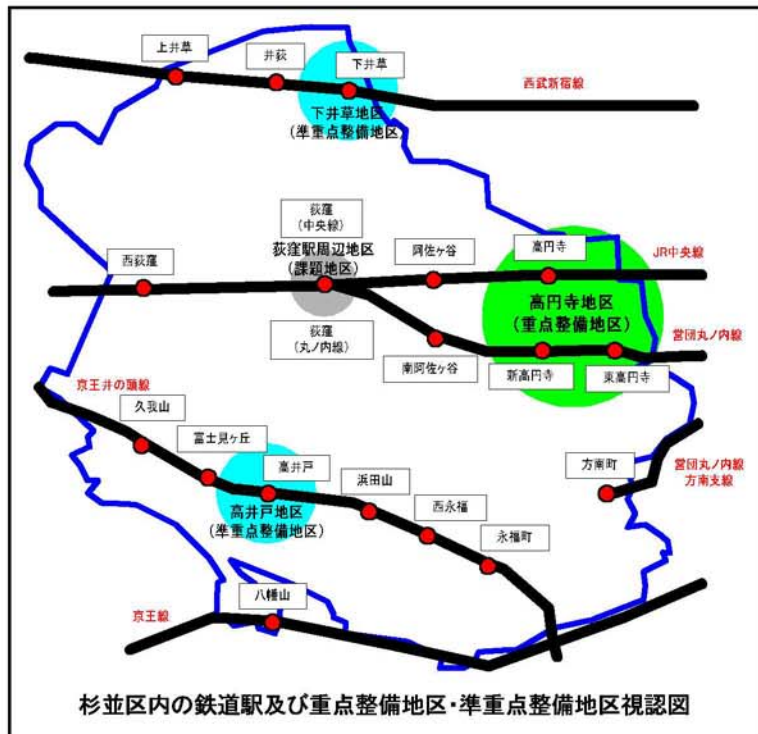 上井草
井荻
下井草
西武新宿線
下井草地区
(準重点整備地区)
荻窪
(中央線)
西荻窪
荻窪駅周辺地区
(課題地区)
阿佐ヶ谷
高円寺
JR中央線
高円寺地区
(重点整備地区)
荻窪
(丸ノ内線)
南阿佐ヶ谷
新高円寺
東高円寺
営団丸ノ内線
京王井の頭線
久我山
富士見ヶ丘
高井戸
浜田山
西永福
永福町
方南町
営団丸ノ内線
方南支線
高井戸地区
(準重点整備地区)
八幡山
京王線
杉並区内の鉄道駅及び重点整備地区・準重点整備地区視認図